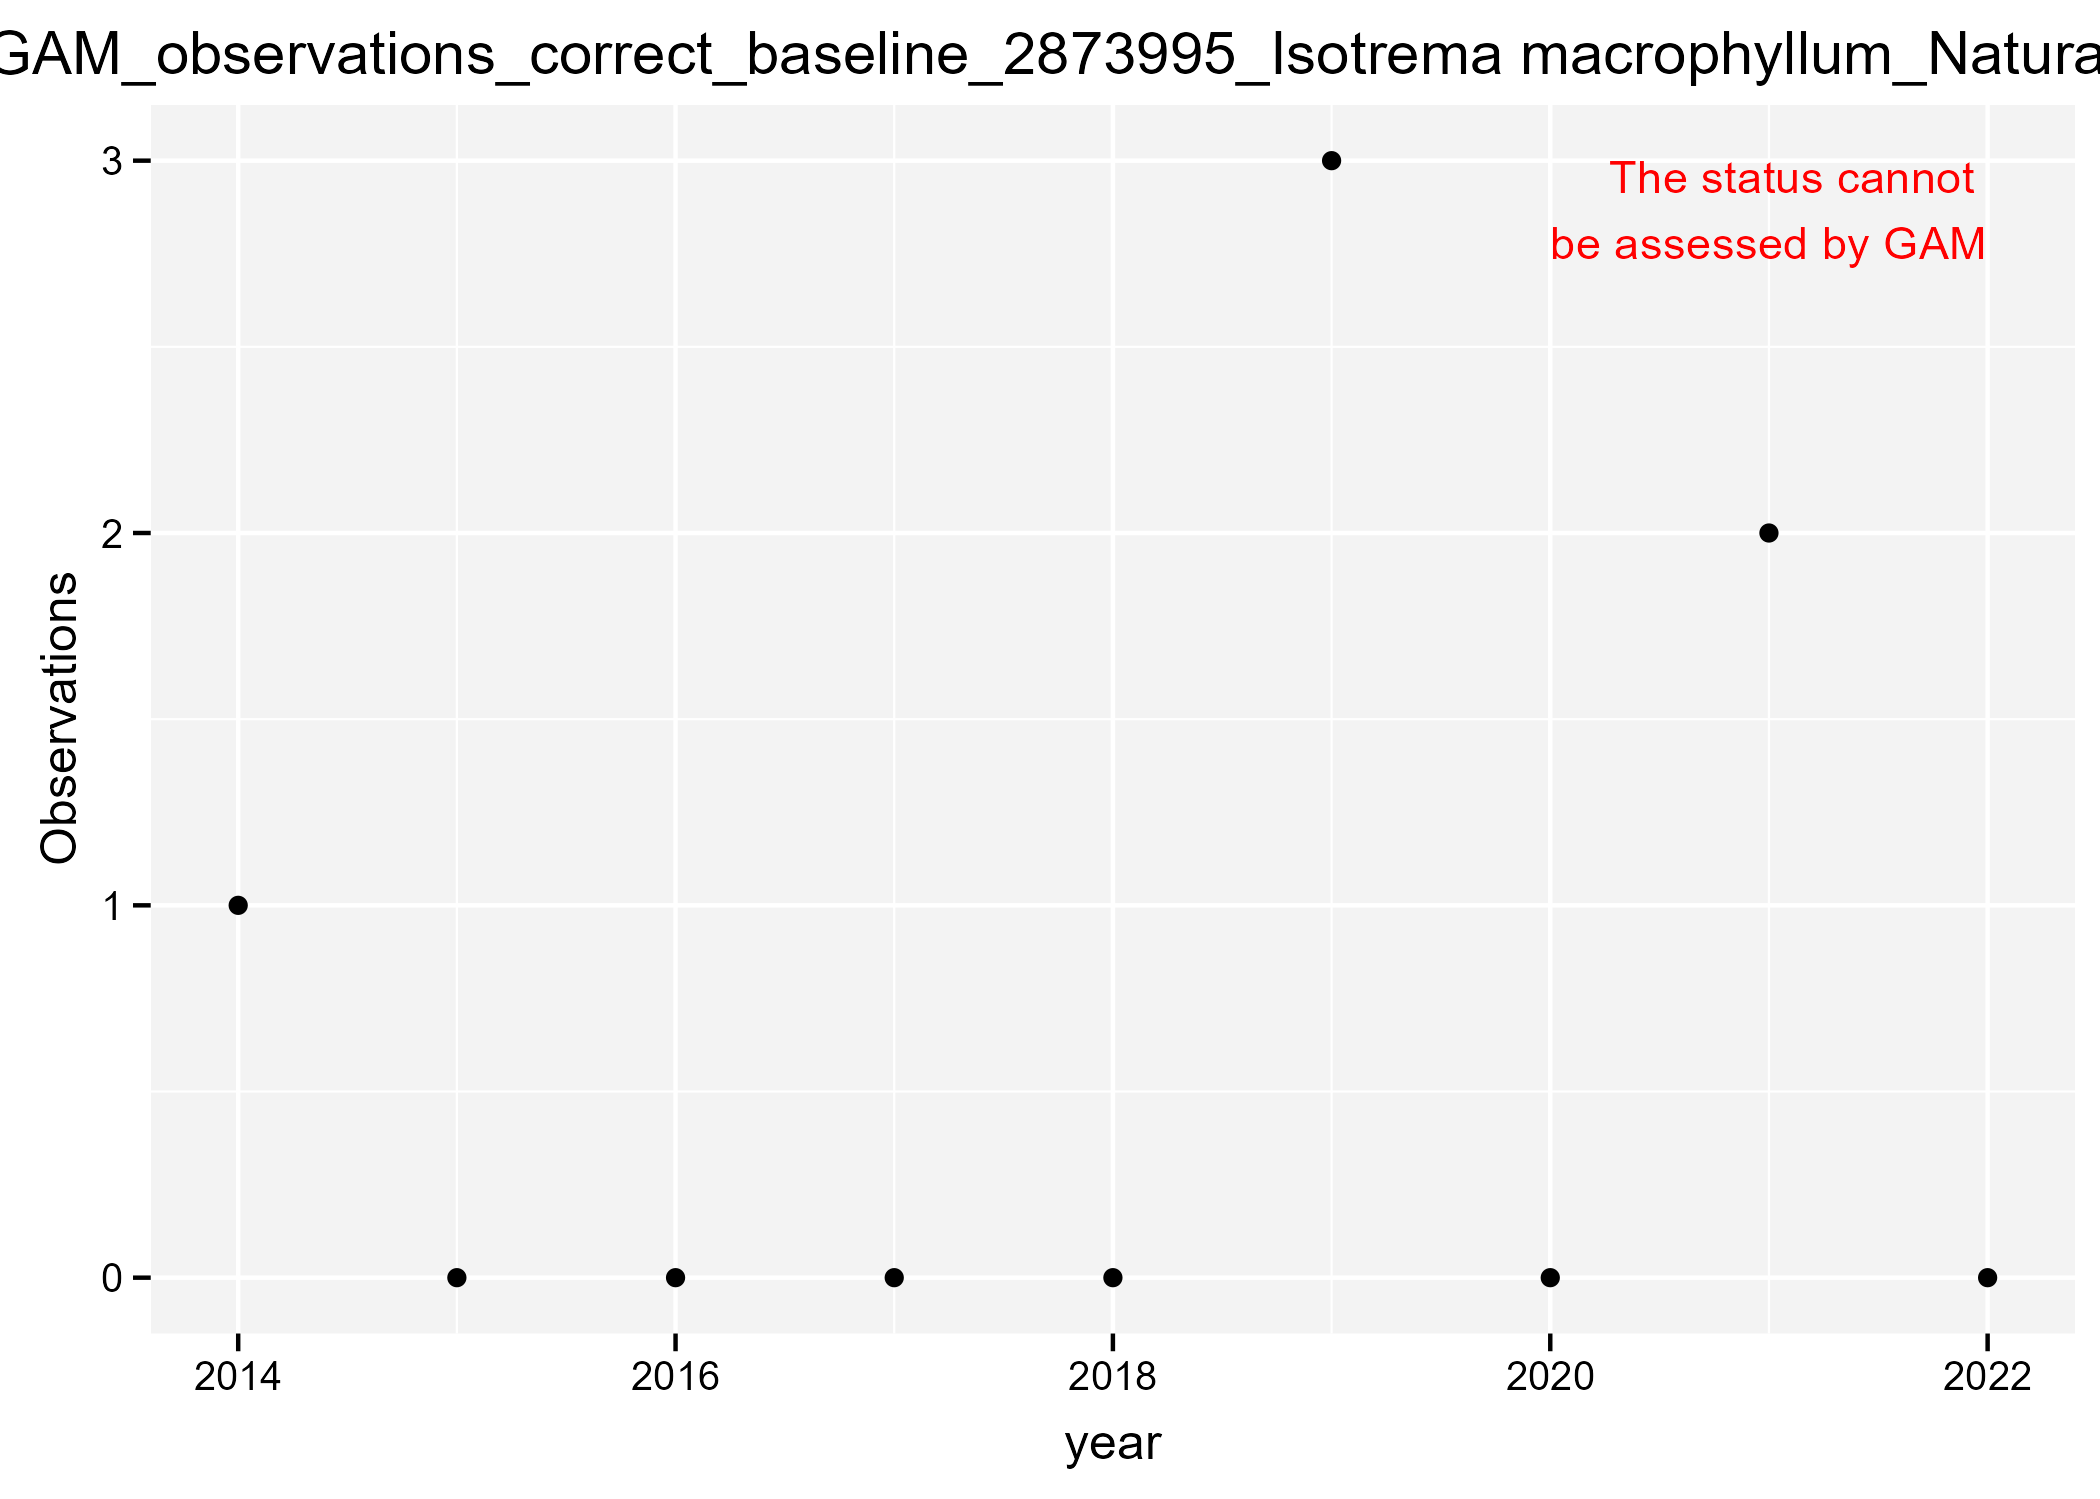 GAM_observations_correct_baseline_2873995_Isotrema macrophyllum_Natura
3
The status cannot
be assessed by GAM
2
Observations
1
0
2014 2016 2018 2020 2022
year